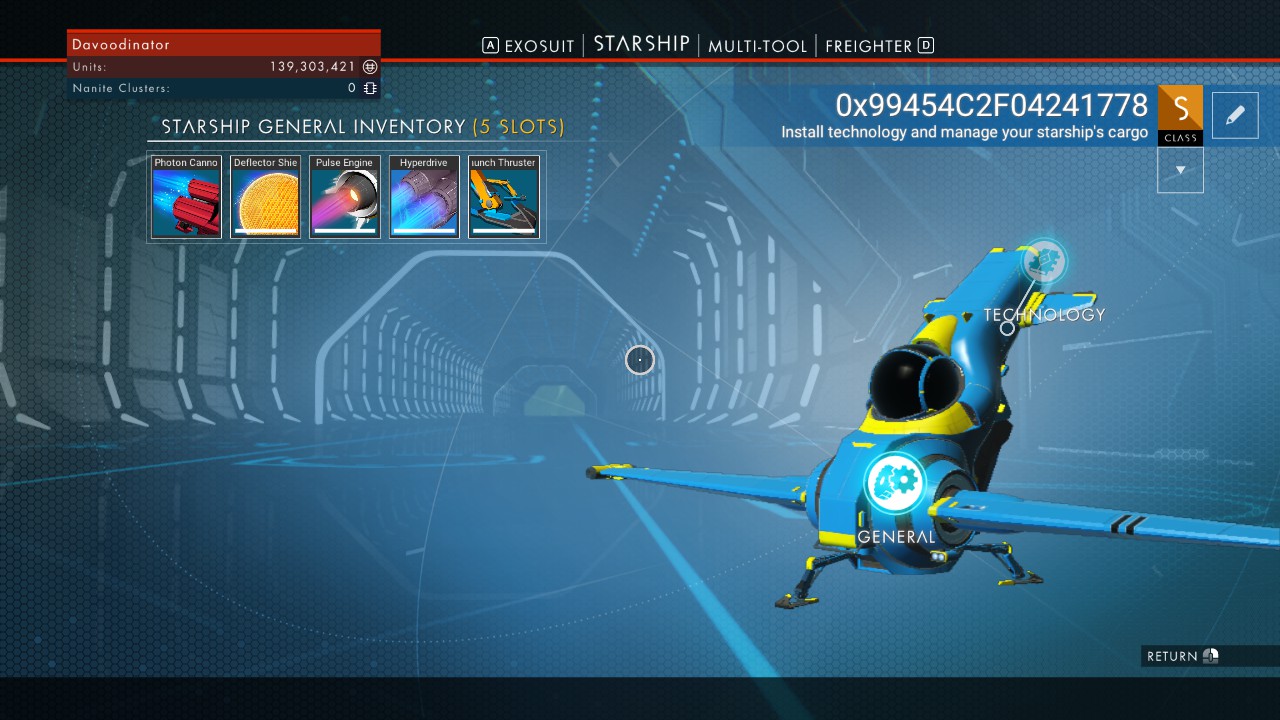 Davoodinator
Units: 139,303,421
Nanite Clusters: 0
A EXOSUIT STARSHIP MULTI-TOOL FREIGHTER D
0x99454C2F04241778
Install technology and manage your starship's cargo
S
CLASS
STARSHIP GENERAL INVENTORY (5 SLOTS)
Photon Canno Deflector Shie Pulse Engine Hyperdrive unch Thruster
TECHNOLOGY
GENERAL
RETURN